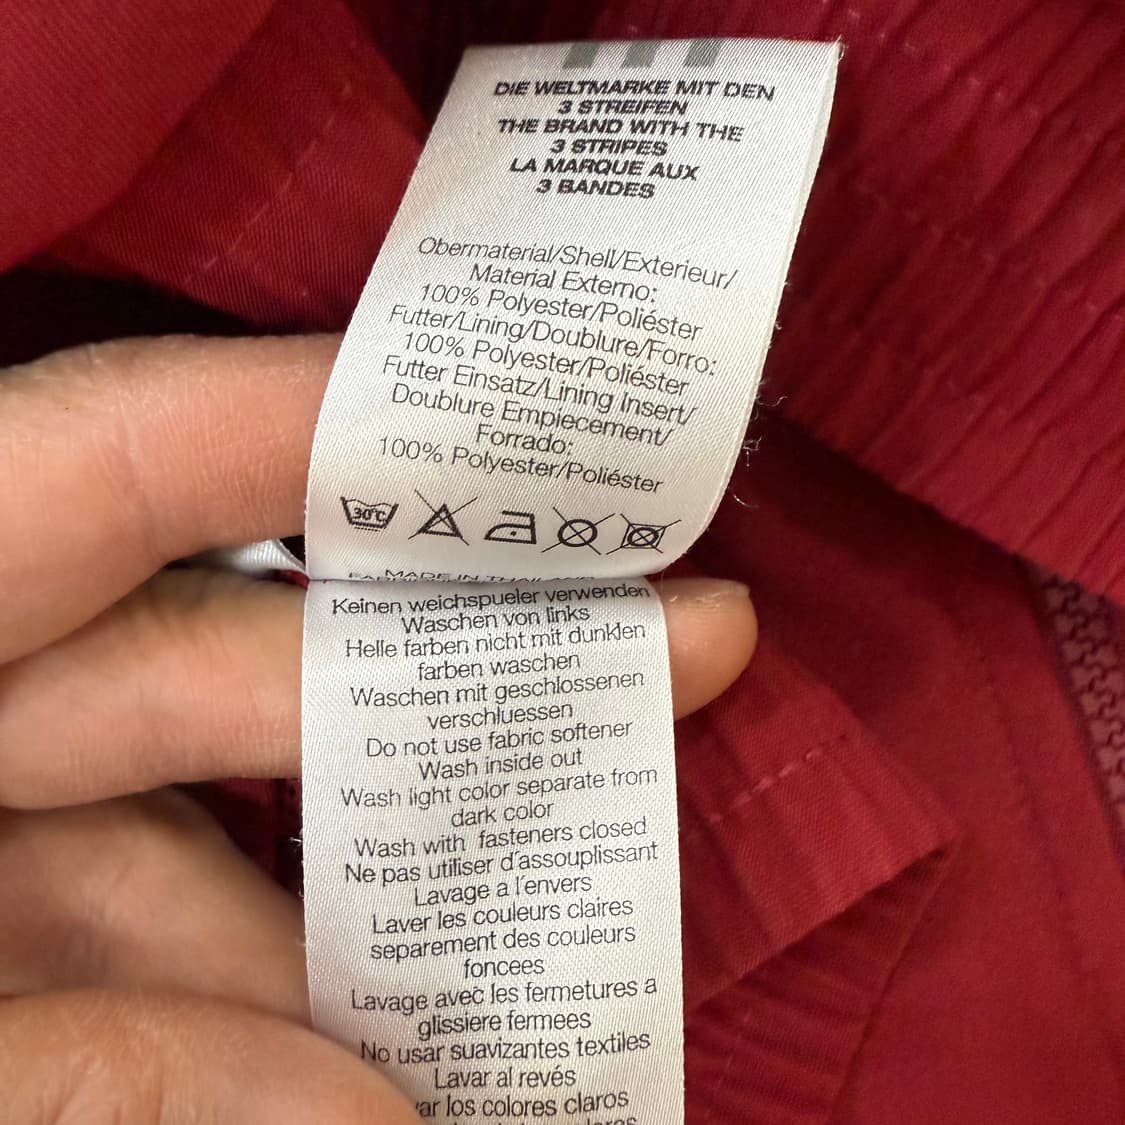 DIE WELTMARKE MIT DEN
3 STREIFEN
THE BRAND WITH THE
3 STRIPES
LA MARQUE AUX
3 BANDES
Obermaterial/Shell/Exterieur/
Material Externo:
100% Polyester/Poliéster
Futter/Lining/Doublure/Forro:
100% Polyester/Poliéster
Futter Einsatz/Lining Insert/
Doublure Empiecement/
Forrado:
100% Polyester/Poliéster
30°C
MADE IN
Keinen weichspueler verwenden
Waschen von links
Helle farben nicht mit dunklen
farben waschen
Waschen mit geschlossenen
verschluessen
Do not use fabric softener
Wash inside out
Wash light color separate from
dark color
Wash with fasteners closed
Ne pas utiliser d'assouplissant
Lavage a l'envers
Laver les couleurs claires
separement des couleurs
foncees
Lavage avec les fermetures a
glissiere fermees
No usar suavizantes textiles
Lavar al revés
los colores claros